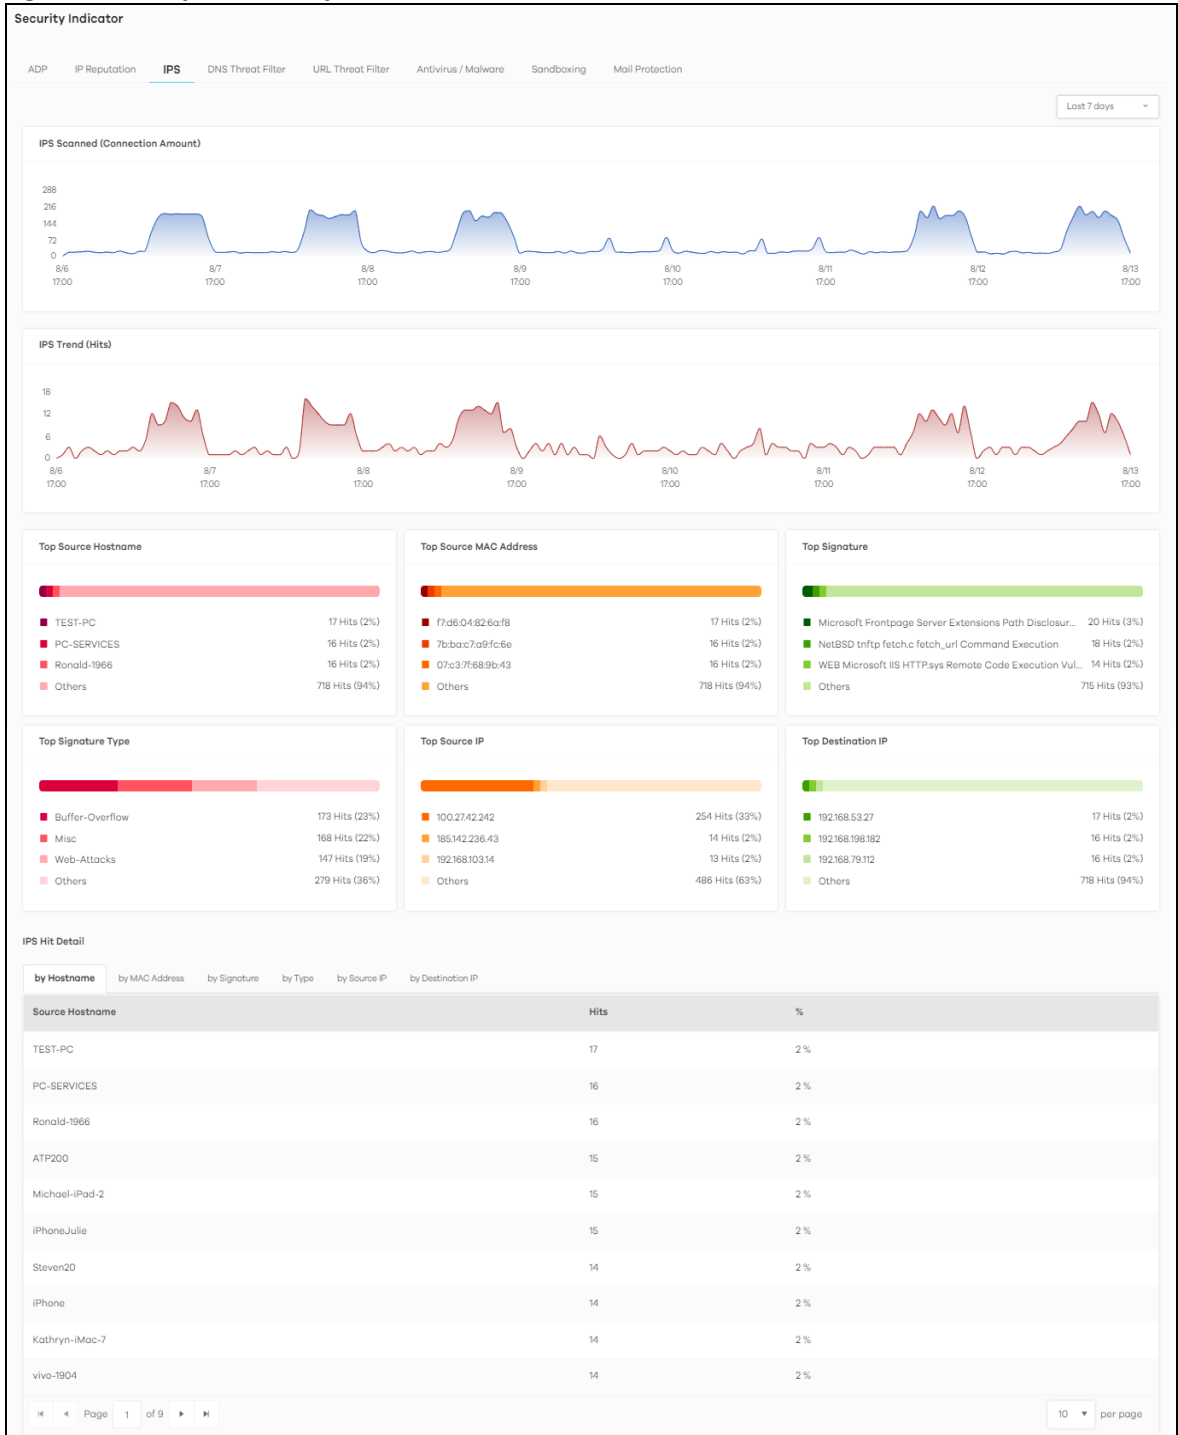 Security Indicator
ADP IP Reputation IPS DNS Threat Filter URL Threat Filter Antivirus / Malware Sandboxing Mail Protection
Last 7 days
IPS Scanned (Connection Amount)
288
216
144
72
0
8/6 8/7 8/8 8/9 8/10 8/11 8/12 8/13
17:00 17:00 17:00 17:00 17:00 17:00 17:00 17:00
IPS Trend (Hits)
18
12
6
0
8/6 8/7 8/8 8/9 8/10 8/11 8/12 8/13
17:00 17:00 17:00 17:00 17:00 17:00 17:00 17:00
Top Source Hostname
TEST-PC 17 Hits (2%)
PC-SERVICES 16 Hits (2%)
Ronald-1966 16 Hits (2%)
Others 718 Hits (94%)
Top Source MAC Address
f7:d6:04:82:6a:f8 17 Hits (2%)
7b:ba:c7:a9:fc:6e 16 Hits (2%)
07:c3:7f:68:9b:43 16 Hits (2%)
Others 718 Hits (94%)
Top Signature
Microsoft Frontpage Server Extensions Path Disclosur... 20 Hits (3%)
NetBSD tnftp fetch.c fetch_url Command Execution 18 Hits (2%)
WEB Microsoft IIS HTTP.sys Remote Code Execution Vul... 14 Hits (2%)
Others 715 Hits (93%)
Top Signature Type
Buffer-Overflow 173 Hits (23%)
Misc 168 Hits (22%)
Web-Attacks 147 Hits (19%)
Others 279 Hits (36%)
Top Source IP
100.27.42.242 254 Hits (33%)
185.142.236.43 14 Hits (2%)
192.168.103.14 13 Hits (2%)
Others 486 Hits (63%)
Top Destination IP
192.168.53.27 17 Hits (2%)
192.168.198.182 16 Hits (2%)
192.168.79.112 16 Hits (2%)
Others 718 Hits (94%)
IPS Hit Detail
by Hostname by MAC Address by Signature by Type by Source IP by Destination IP
Source Hostname Hits %
TEST-PC 17 2 %
PC-SERVICES 16 2 %
Ronald-1966 16 2 %
ATP200 15 2 %
Michael-iPad-2 15 2 %
iPhoneJulie 15 2 %
Steven20 14 2 %
iPhone 14 2 %
Kathryn-iMac-7 14 2 %
vivo-1904 14 2 %
Page 1 of 9 10 per page